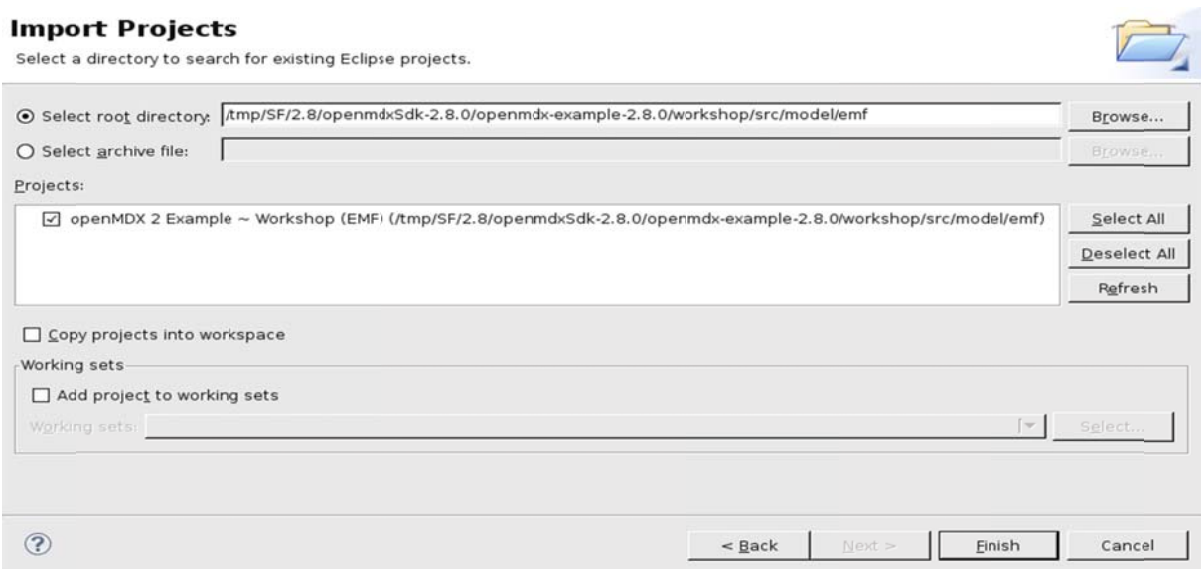 Import Projects
Select a directory to search for existing Eclipse projects.
Select root directory: /tmp/SF/2.8/openmdxSdk-2.8.0/openmdx-example-2.8.0/workshop/src/model/emf Browse...
Select archive file: Browse...
Projects:
openMDX 2 Example ~ Workshop (EMF) (/tmp/SF/2.8/openmdxSdk-2.8.0/openmdx-example-2.8.0/workshop/src/model/emf) Select All
Deselect All
Refresh
Copy projects into workspace
Working sets
Add project to working sets
Working sets: Select...
? < Back Next > Finish Cancel